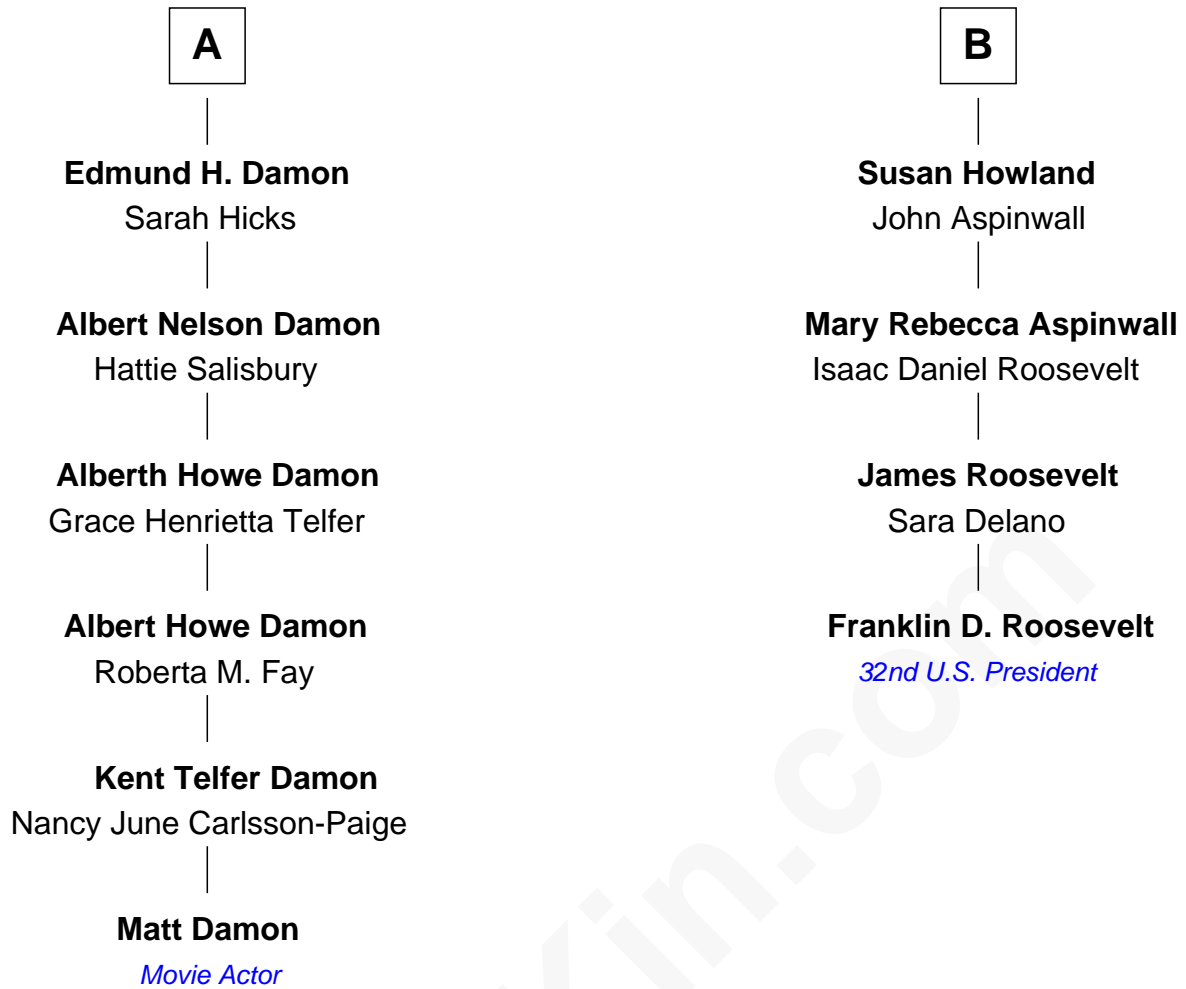 A
Edmund H. Damon
Sarah Hicks
Albert Nelson Damon
Hattie Salisbury
Alberth Howe Damon
Grace Henrietta Telfer
Albert Howe Damon
Roberta M. Fay
Kent Telfer Damon
Nancy June Carlsson-Paige
Matt Damon
Movie Actor
B
Susan Howland
John Aspinwall
Mary Rebecca Aspinwall
Isaac Daniel Roosevelt
James Roosevelt
Sara Delano
Franklin D. Roosevelt
32nd U.S. President
Kin.com